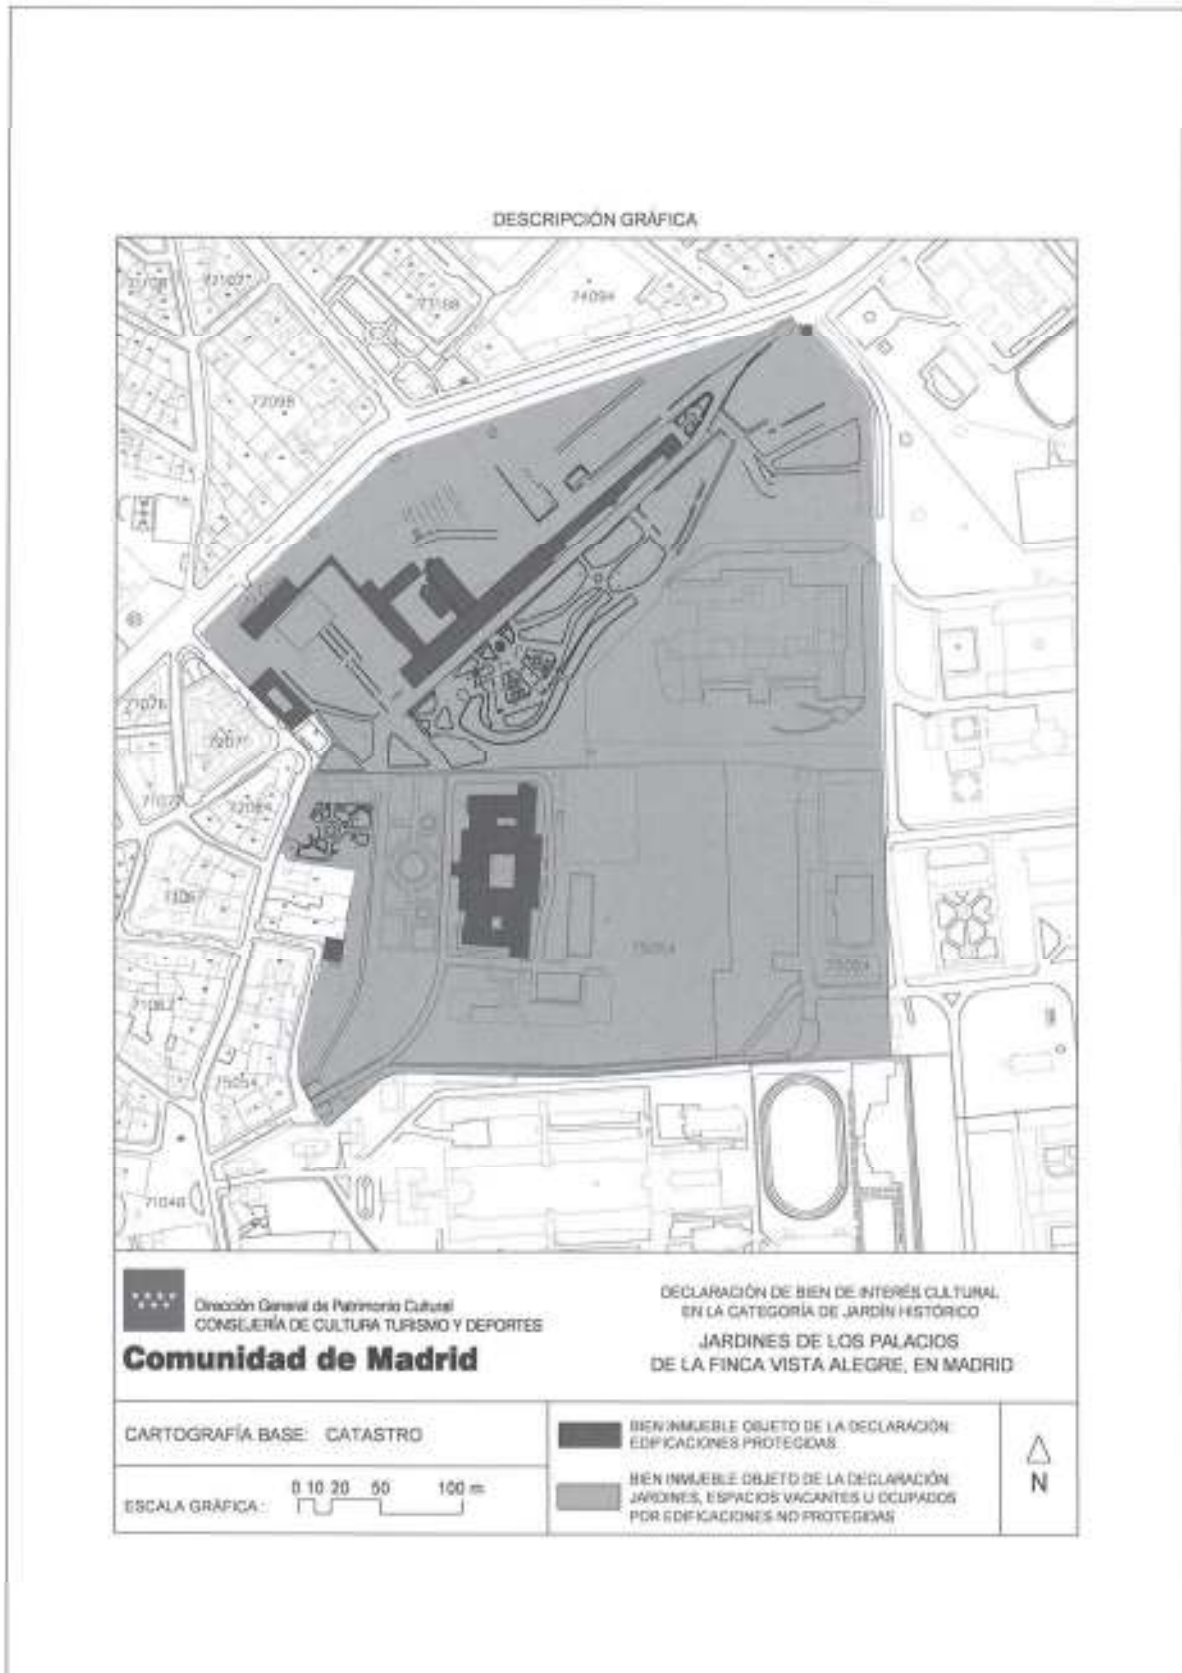 DESCRIPCIÓN GRÁFICA
74094
72098
75054
71048
Dirección General de Patrimonio Cultural
CONSEJERÍA DE CULTURA TURISMO Y DEPORTES
Comunidad de Madrid
DECLARACIÓN DE BIEN DE INTERÉS CULTURAL
EN LA CATEGORÍA DE JARDÍN HISTÓRICO
JARDINES DE LOS PALACIOS
DE LA FINCA VISTA ALEGRE, EN MADRID
CARTOGRAFÍA BASE: CATASTRO
ESCALA GRÁFICA:
0 10 20 50 100 m
BIEN INMUEBLE OBJETO DE LA DECLARACIÓN:
EDIFICACIONES PROTEGIDAS
BIEN INMUEBLE OBJETO DE LA DECLARACIÓN:
JARDINES, ESPACIOS VACANTES U OCUPADOS
POR EDIFICACIONES NO PROTEGIDAS
N